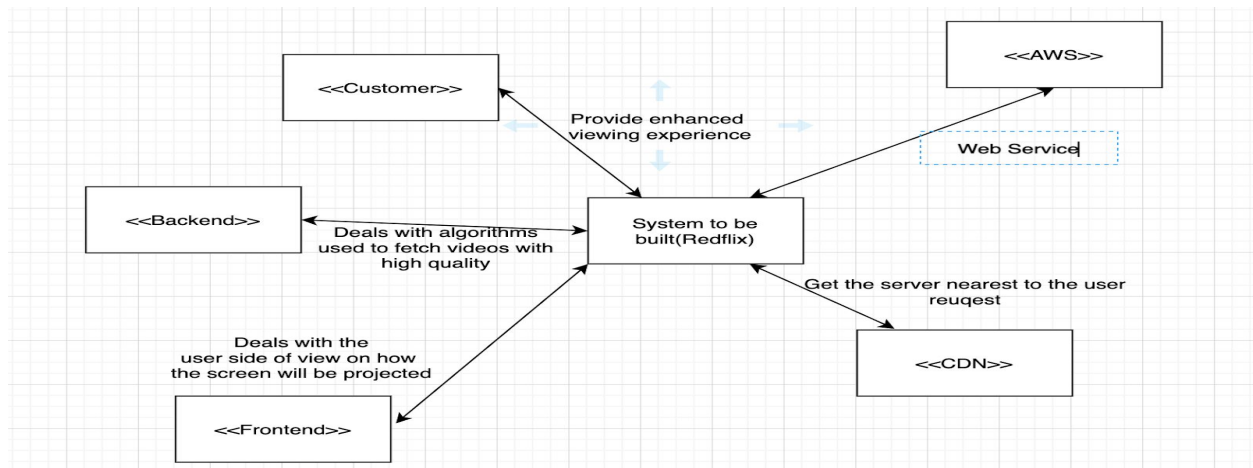 <<AWS>>
<<Customer>>
Provide enhanced
viewing experience
Web Service
<<Backend>>
System to be
built(Redflix)
Deals with algorithms
used to fetch videos with
high quality
Get the server nearest to the user
reuqest
Deals with the
user side of view on how
the screen will be projected
<<CDN>>
<<Frontend>>